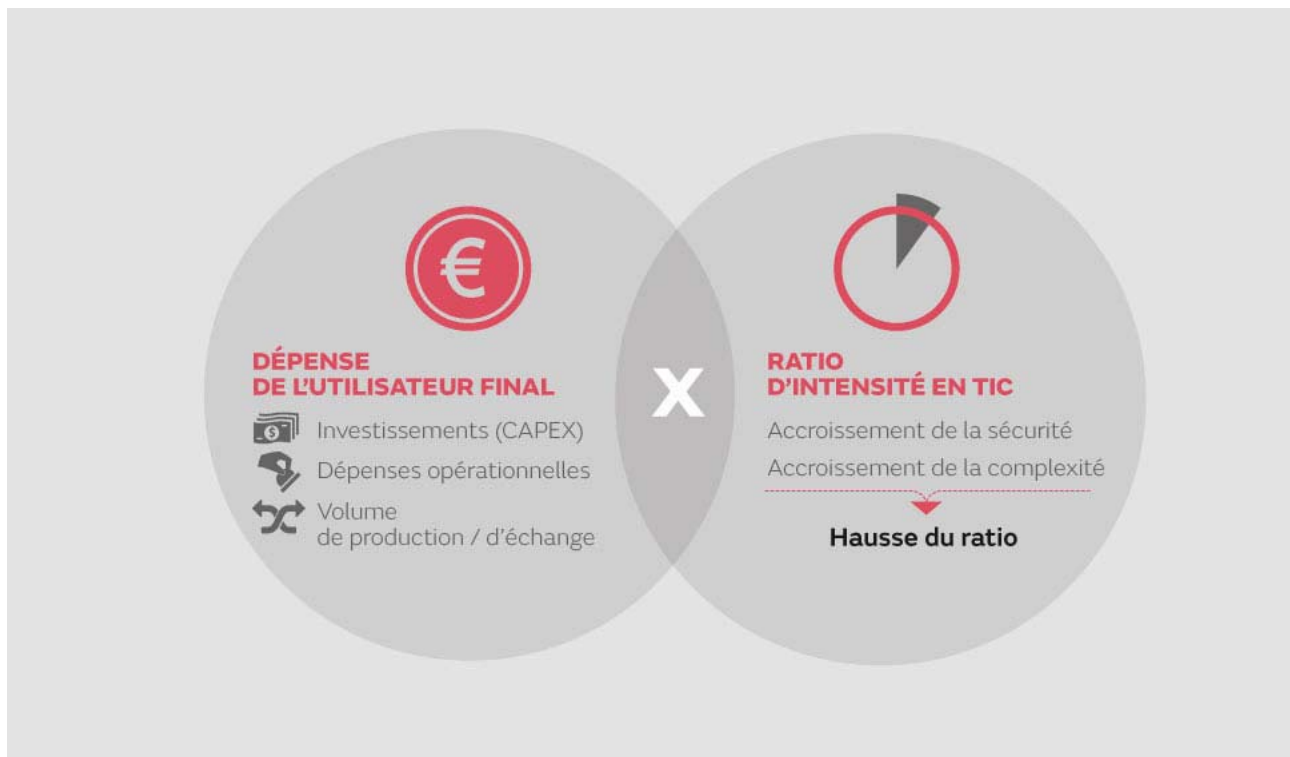 €
DÉPENSE
DE L'UTILISATEUR FINAL
$
Investissements (CAPEX)
Dépenses opérationnelles
Volume
de production / d'échange
X
RATIO
D'INTENSITÉ EN TIC
Accroissement de la sécurité
Accroissement de la complexité
Hausse du ratio